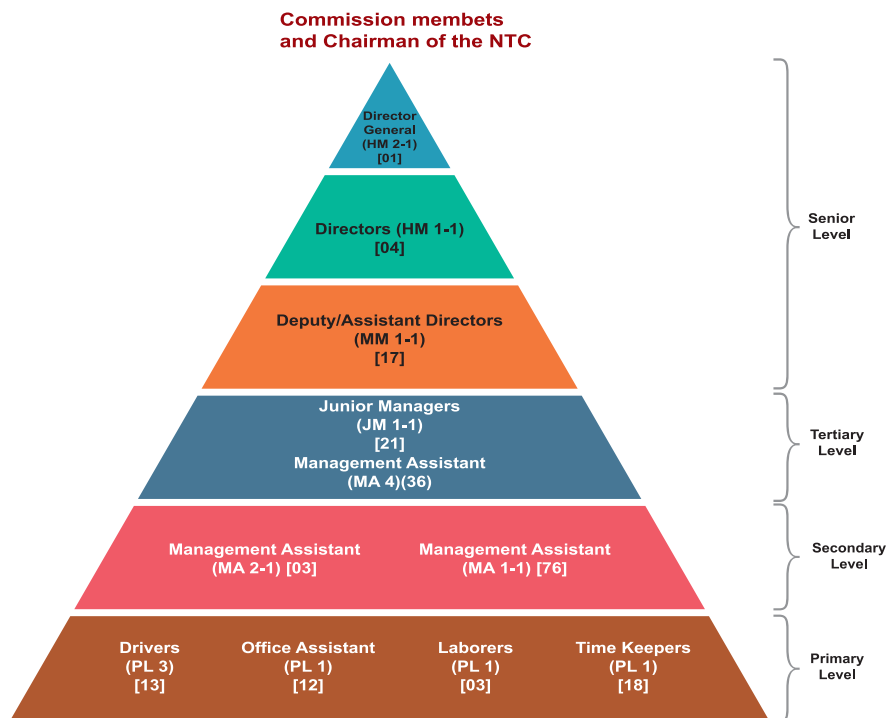 Commission membets
and Chairman of the NTC
Director
General
(HM 2-1)
[01]
Directors (HM 1-1)
[04]
Deputy/Assistant Directors
(MM 1-1)
[17]
Senior
Level
Junior Managers
(JM 1-1)
[21]
Management Assistant
(MA 4)(36)
Tertiary
Level
Management Assistant
(MA 2-1) [03]
Management Assistant
(MA 1-1) [76]
Secondary
Level
Drivers
(PL 3)
[13]
Office Assistant
(PL 1)
[12]
Laborers
(PL 1)
[03]
Time Keepers
(PL 1)
[18]
Primary
Level